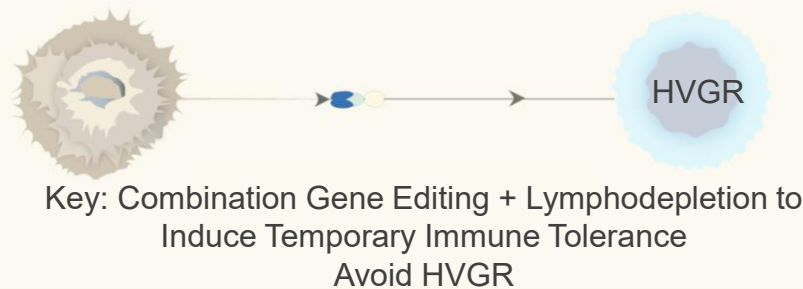 HVGR
Key: Combination Gene Editing + Lymphodepletion to
Induce Temporary Immune Tolerance
Avoid HVGR